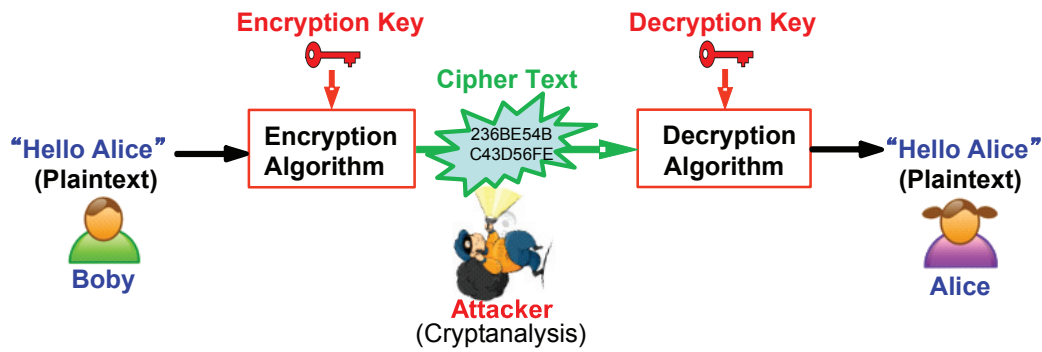 Encryption Key
Decryption Key
Cipher Text
“Hello Alice”
(Plaintext)
Boby
Encryption
Algorithm
236BE54B
C43D56FE
Decryption
Algorithm
“Hello Alice”
(Plaintext)
Alice
Attacker
(Cryptanalysis)